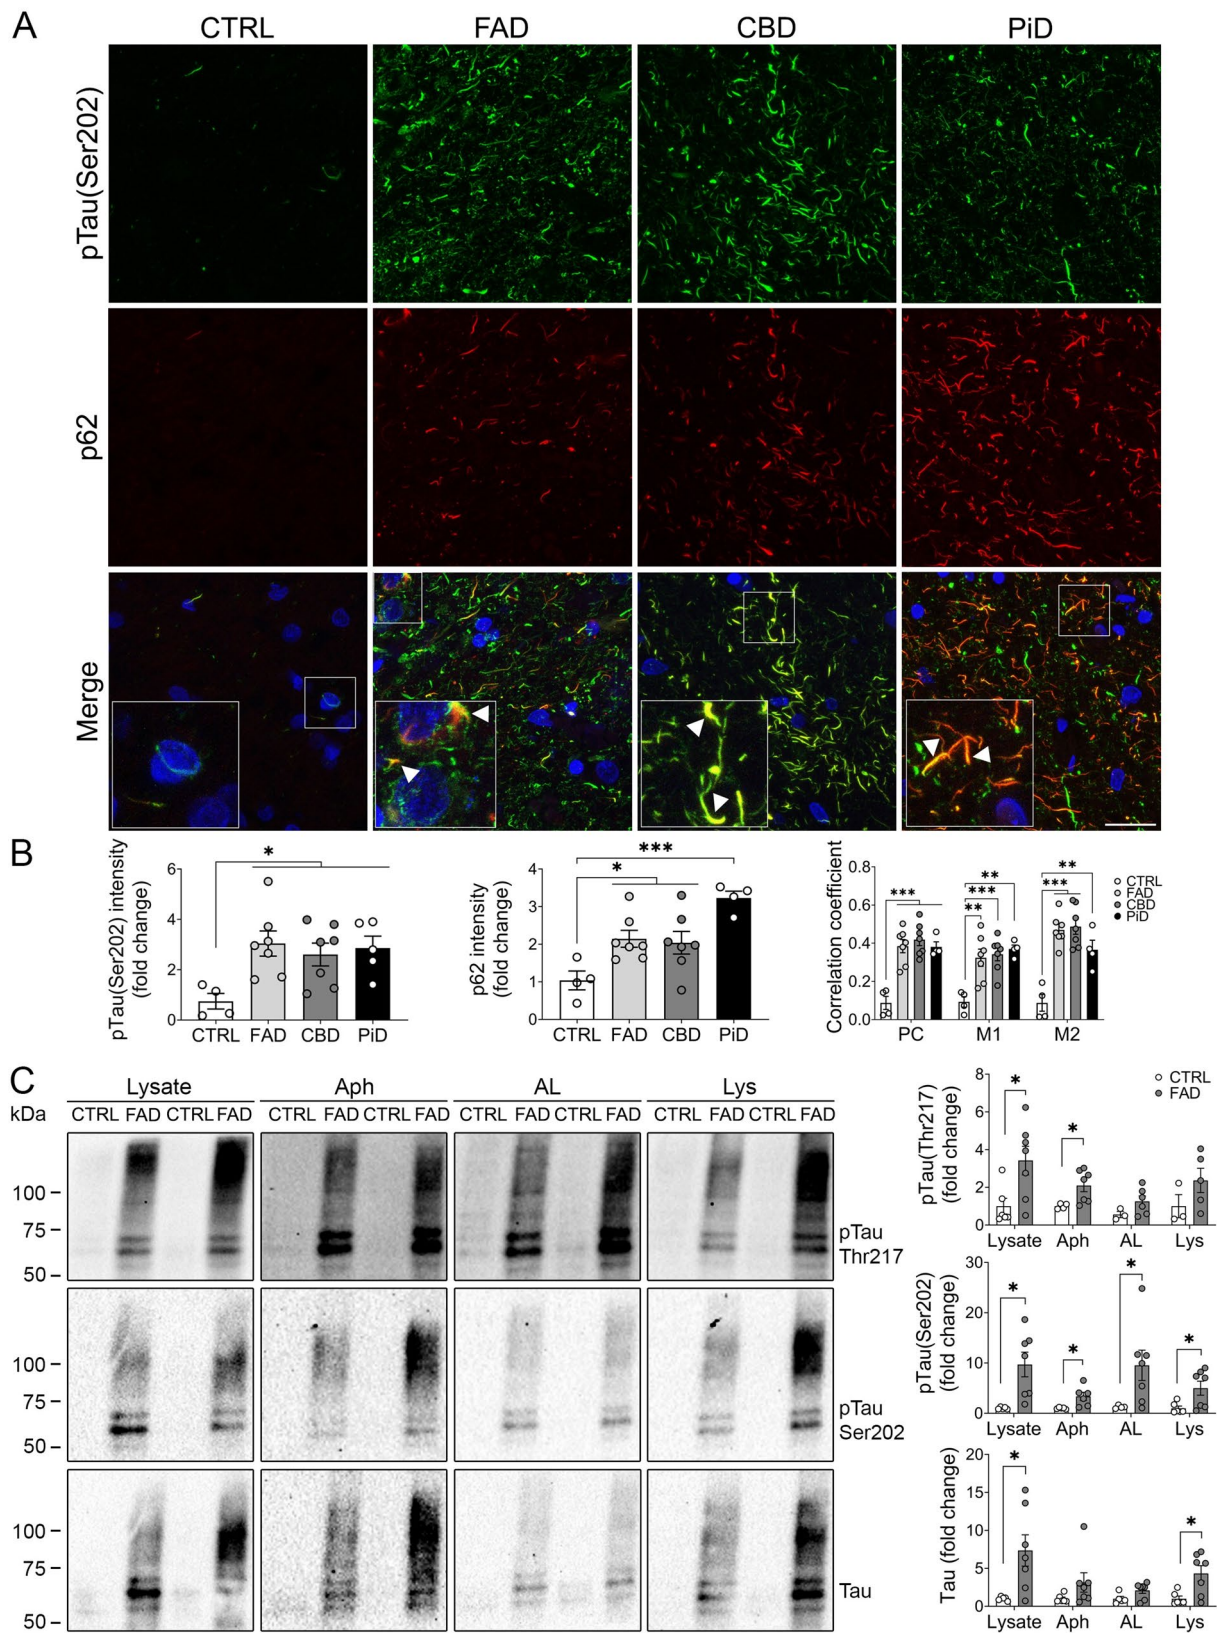 A
CTRL FAD CBD PiD
pTau(Ser202)
p62
Merge
B
pTau(Ser202) intensity
(fold change)
6
4
2
0
*
CTRL FAD CBD PiD
p62 intensity
(fold change)
4
3
2
1
0
***
*
CTRL FAD CBD PiD
Correlation coefficient
0.8
0.6
0.4
0.2
0.0
***
**
***
**
**
***
PC M1 M2
CTRL
FAD
CBD
PiD
C
Lysate Aph AL Lys
kDa CTRL FAD CTRL FAD CTRL FAD CTRL FAD CTRL FAD CTRL FAD CTRL FAD CTRL FAD
100
75
50
pTau
Thr217
100
75
50
pTau
Ser202
100
75
50
Tau
pTau(Thr217)
(fold change)
8
6
4
2
0
*
*
CTRL
FAD
Lysate Aph AL Lys
pTau(Ser202)
(fold change)
30
20
10
0
*
*
*
*
Lysate Aph AL Lys
Tau (fold change)
20
15
10
5
0
*
*
Lysate Aph AL Lys